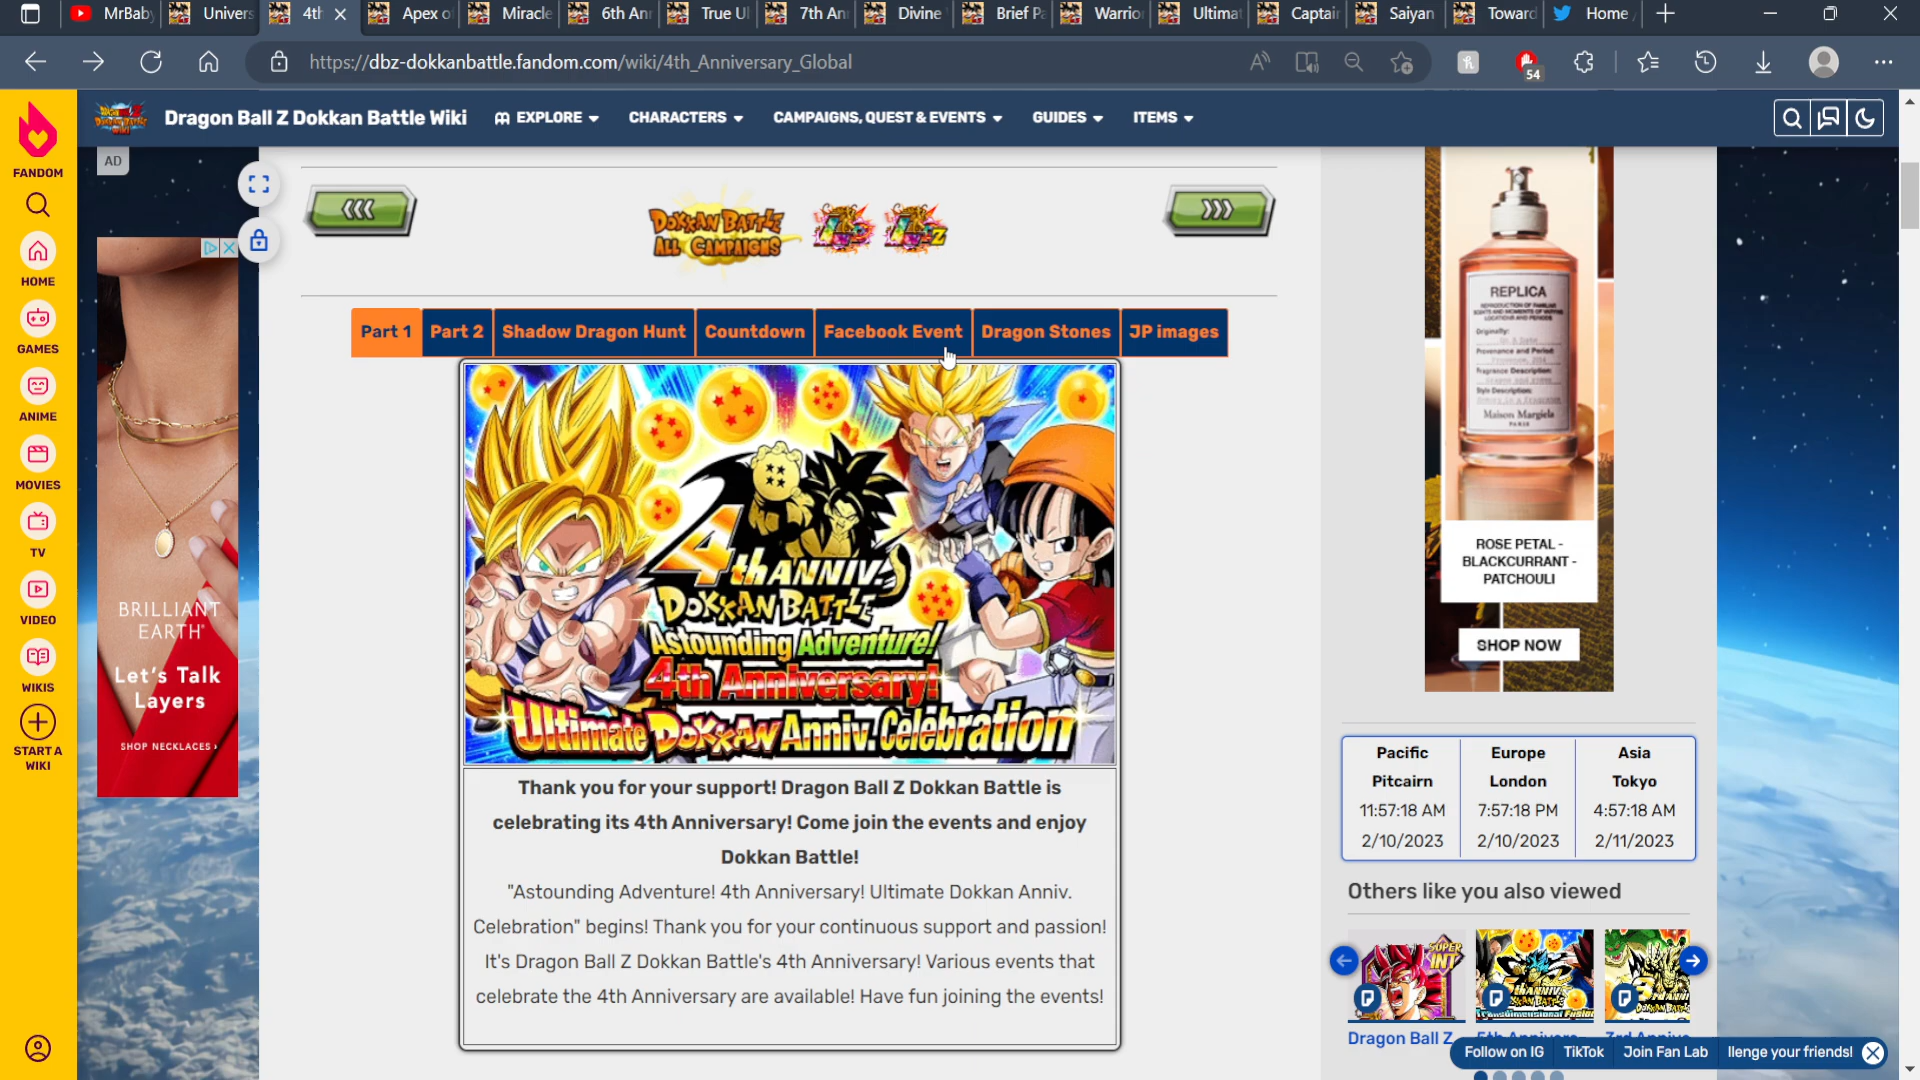 MrBaby
Univers
4th
Apex o
Miracle
6th Ann
True Ul
7th An
Divine
Brief Pa
Warrior
Ultimat
Captain
Saiyan
Toward
Home /
https://dbz-dokkanbattle.fandom.com/wiki/4th_Anniversary_Global
54
FANDOM
HOME
GAMES
ANIME
MOVIES
TV
VIDEO
WIKIS
START A
WIKI
Dragon Ball Z Dokkan Battle Wiki
EXPLORE
CHARACTERS
CAMPAIGNS, QUEST & EVENTS
GUIDES
ITEMS
AD
BRILLIANT
EARTH
Let's Talk
Layers
SHOP NECKLACES ›
DOKKAN BATTLE
ALL CAMPAIGNS
Part 1
Part 2
Shadow Dragon Hunt
Countdown
Facebook Event
Dragon Stones
JP images
4th ANNIV.
DOKKAN BATTLE
Astounding Adventure!
4th Anniversary!
Ultimate DOKKAN Anniv. Celebration
Thank you for your support! Dragon Ball Z Dokkan Battle is
celebrating its 4th Anniversary! Come join the events and enjoy
Dokkan Battle!
"Astounding Adventure! 4th Anniversary! Ultimate Dokkan Anniv.
Celebration" begins! Thank you for your continuous support and passion!
It's Dragon Ball Z Dokkan Battle's 4th Anniversary! Various events that
celebrate the 4th Anniversary are available! Have fun joining the events!
REPLICA
Maison Margiela
PARIS
ROSE PETAL -
BLACKCURRANT -
PATCHOULI
SHOP NOW
Pacific
Pitcairn
11:57:18 AM
2/10/2023
Europe
London
7:57:18 PM
2/10/2023
Asia
Tokyo
4:57:18 AM
2/11/2023
Others like you also viewed
SUPER
INT
Dragon Ball Z
Follow on IG
TikTok
Join Fan Lab
llenge your friends!